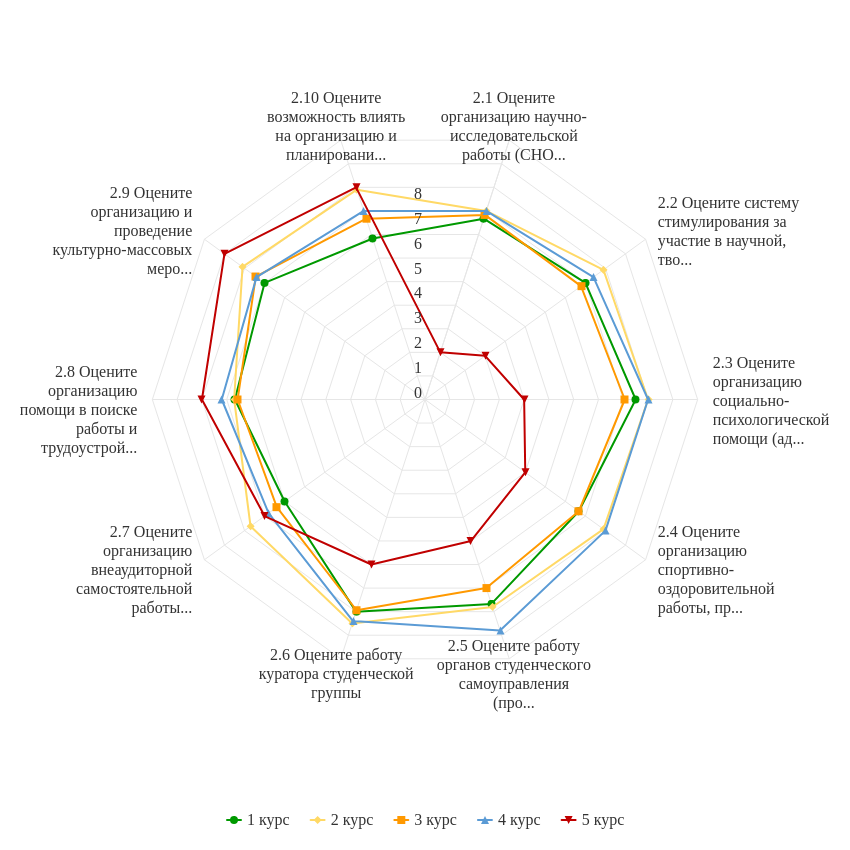 2.10 Оцените
возможность влиять
на организацию и
планировани...
2.1 Оцените
организацию научно-
исследовательской
работы (СНО...
2.9 Оцените
организацию и
проведение
культурно-массовых
меро...
2.2 Оцените систему
стимулирования за
участие в научной,
тво...
8
7
6
5
4
3
2
1
0
2.8 Оцените
организацию
помощи в поиске
работы и
трудоустрой...
2.3 Оцените
организацию
социально-
психологической
помощи (ад...
2.7 Оцените
организацию
внеаудиторной
самостоятельной
работы...
2.4 Оцените
организацию
спортивно-
оздоровительной
работы, пр...
2.6 Оцените работу
куратора студенческой
группы
2.5 Оцените работу
органов студенческого
самоуправления
(про...
1 курс 2 курс 3 курс 4 курс 5 курс